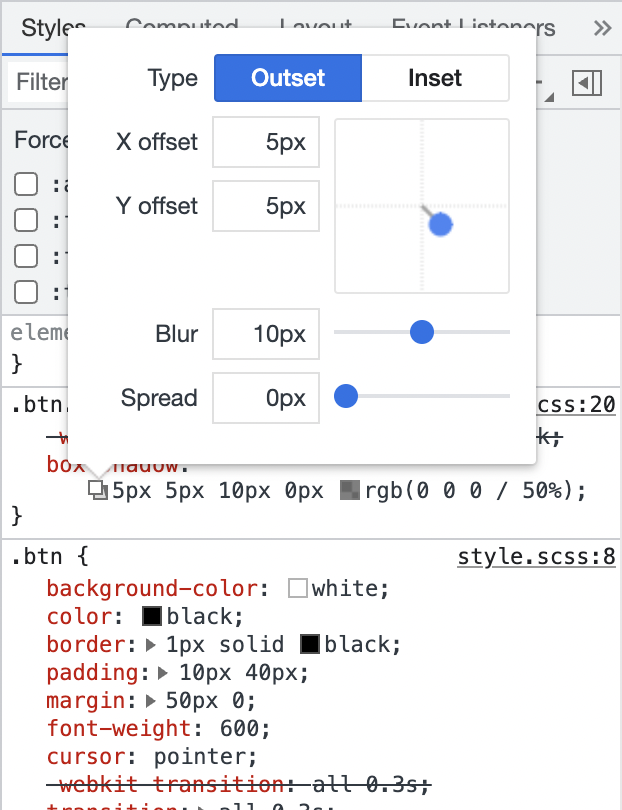 Styles Computed Layout Event Listeners
Filter
Type Outset Inset
Force
X offset 5px
:a
Y offset 5px
Blur 10px
eleme
}
Spread 0px
.btn. css:20
k;
box-shadow:
5px 5px 10px 0px rgb(0 0 0 / 50%);
}
.btn { style.scss:8
background-color: white;
color: black;
border: 1px solid black;
padding: 10px 40px;
margin: 50px 0;
font-weight: 600;
cursor: pointer;
-webkit-transition: all 0.3s;
transition: all 0.3s;